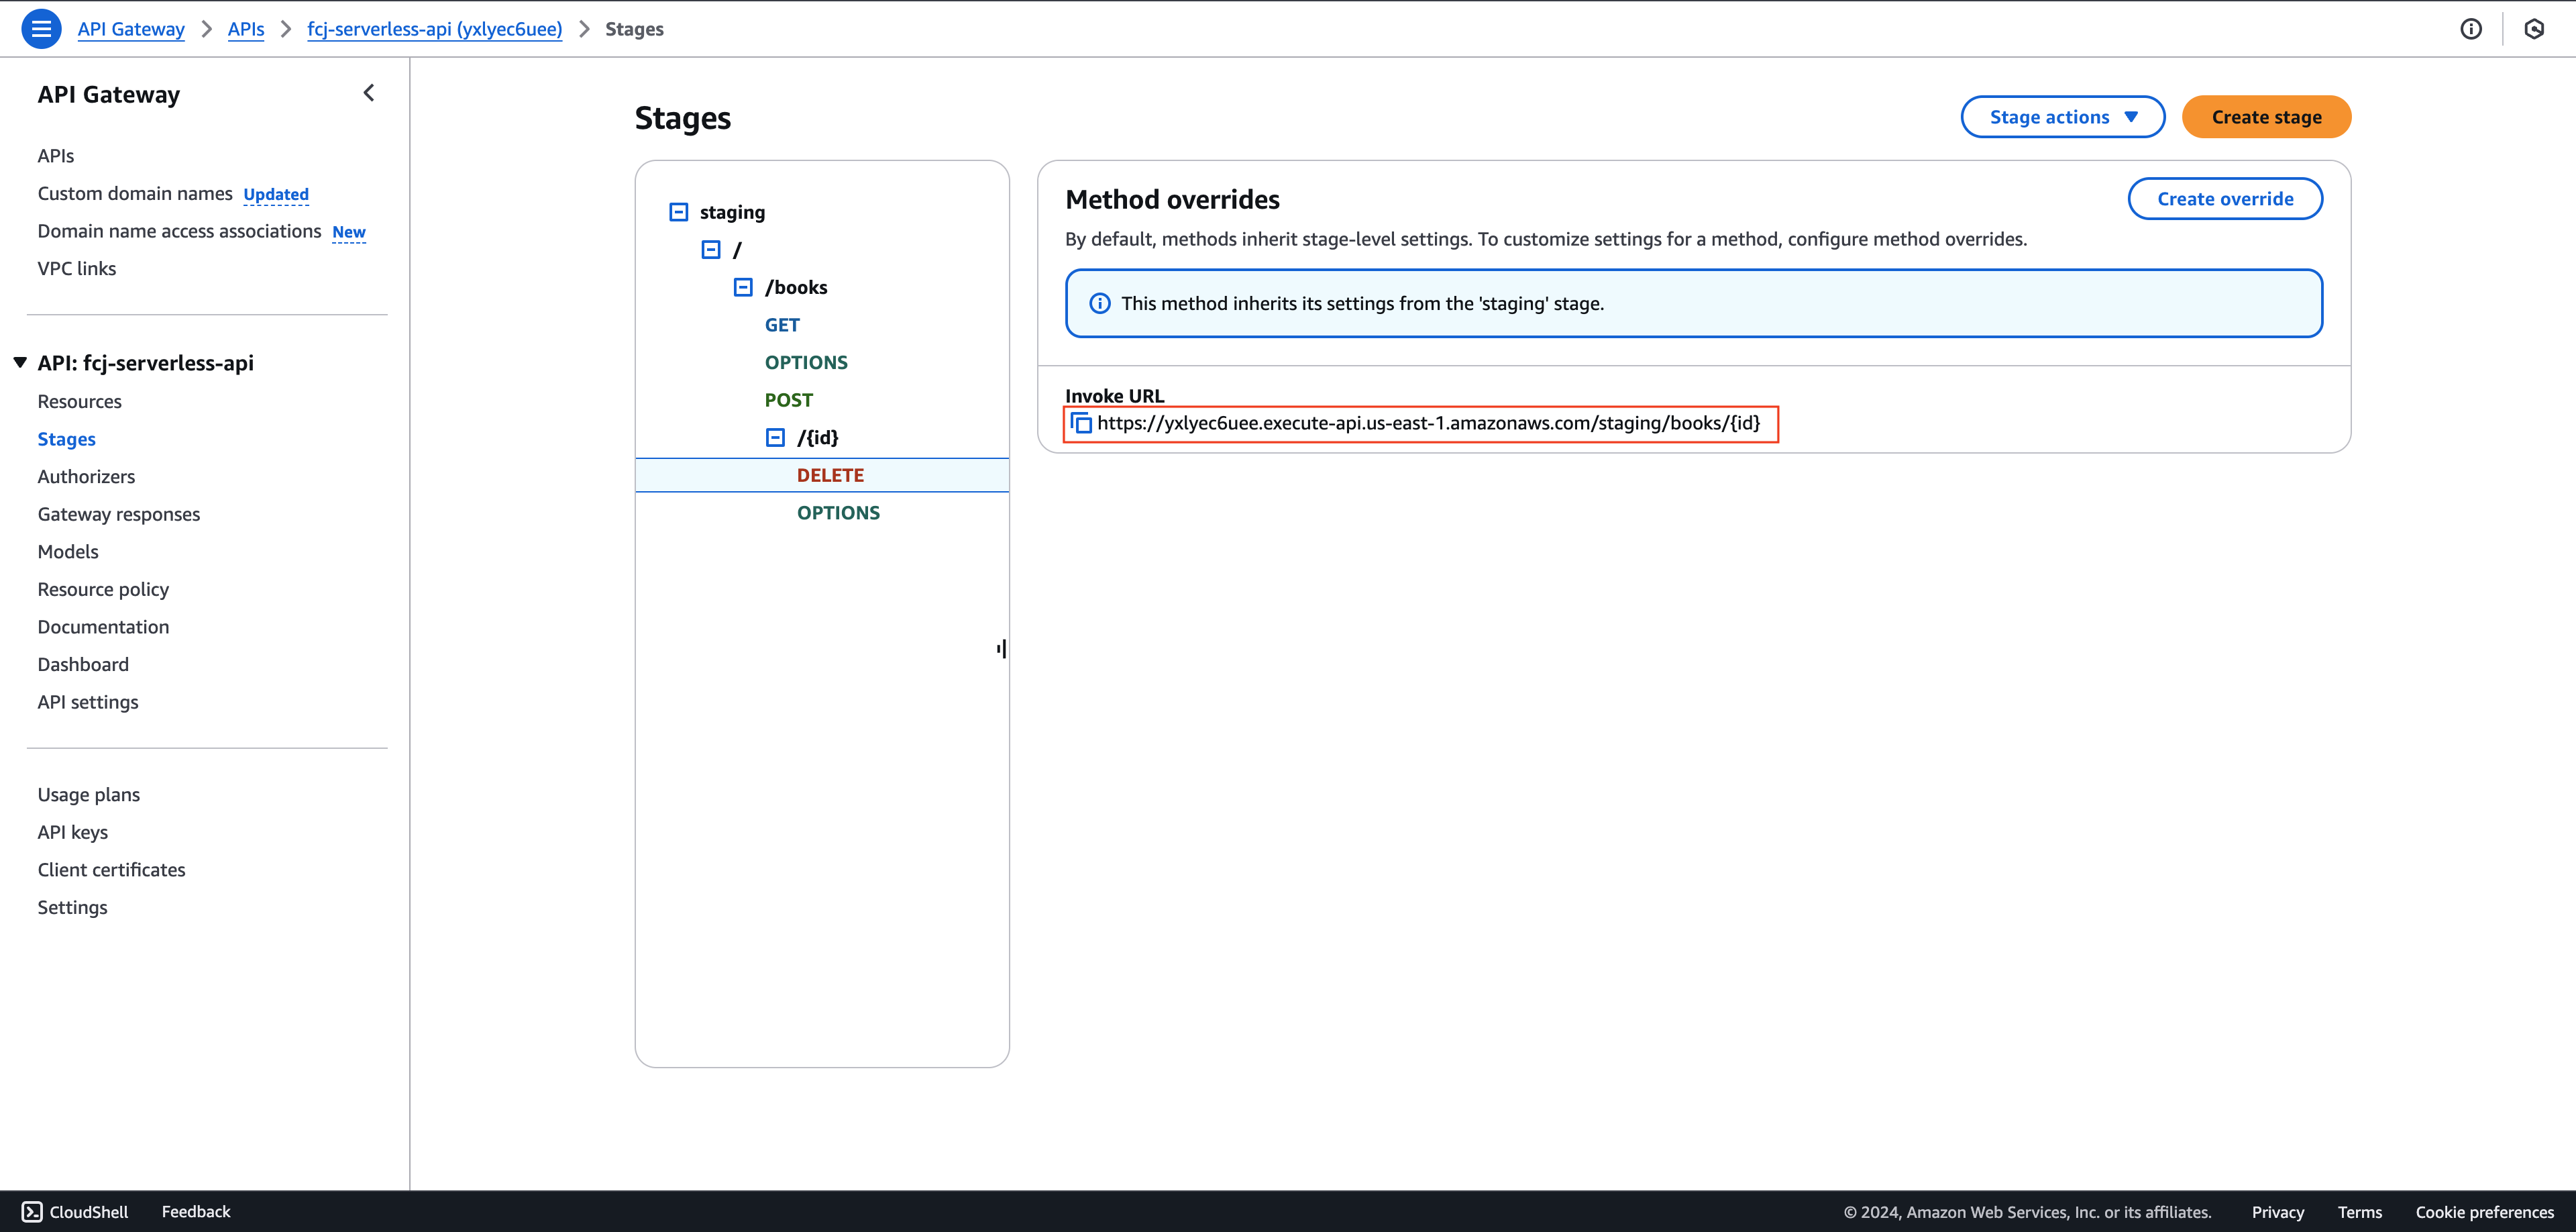 API Gateway > APIs > fcj-serverless-api (yxlyec6uee) > Stages
API Gateway
APIs
Custom domain names Updated
Domain name access associations New
VPC links
API: fcj-serverless-api
Resources
Stages
Authorizers
Gateway responses
Models
Resource policy
Documentation
Dashboard
API settings
Usage plans
API keys
Client certificates
Settings
Stages
Stage actions
Create stage
staging
/
/books
GET
OPTIONS
POST
/{id}
DELETE
OPTIONS
Method overrides
Create override
By default, methods inherit stage-level settings. To customize settings for a method, configure method overrides.
This method inherits its settings from the 'staging' stage.
Invoke URL
https://yxlyec6uee.execute-api.us-east-1.amazonaws.com/staging/books/{id}
CloudShell Feedback © 2024, Amazon Web Services, Inc. or its affiliates. Privacy Terms Cookie preferences